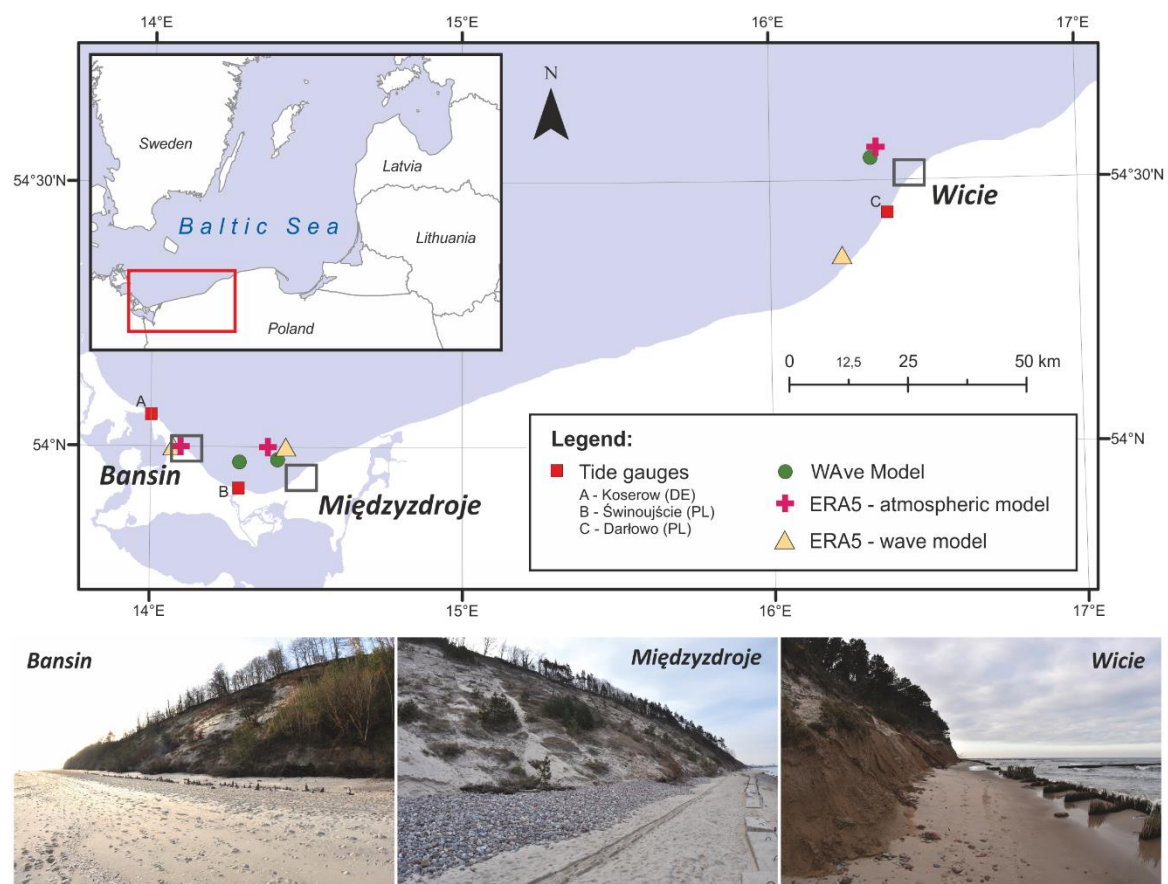 14°E
15°E
16°E
17°E
N
Sweden
Latvia
54°30'N
54°30'N
Baltic Sea
Lithuania
Poland
C
Wicie
0
12,5
25
50 km
A
54°N
54°N
Bansin
B
Międzyzdroje
Legend:
Tide gauges
A - Koserow (DE)
B - Świnoujście (PL)
C - Darłowo (PL)
WAve Model
ERA5 - atmospheric model
ERA5 - wave model
14°E
15°E
16°E
17°E
Bansin
Międzyzdroje
Wicie